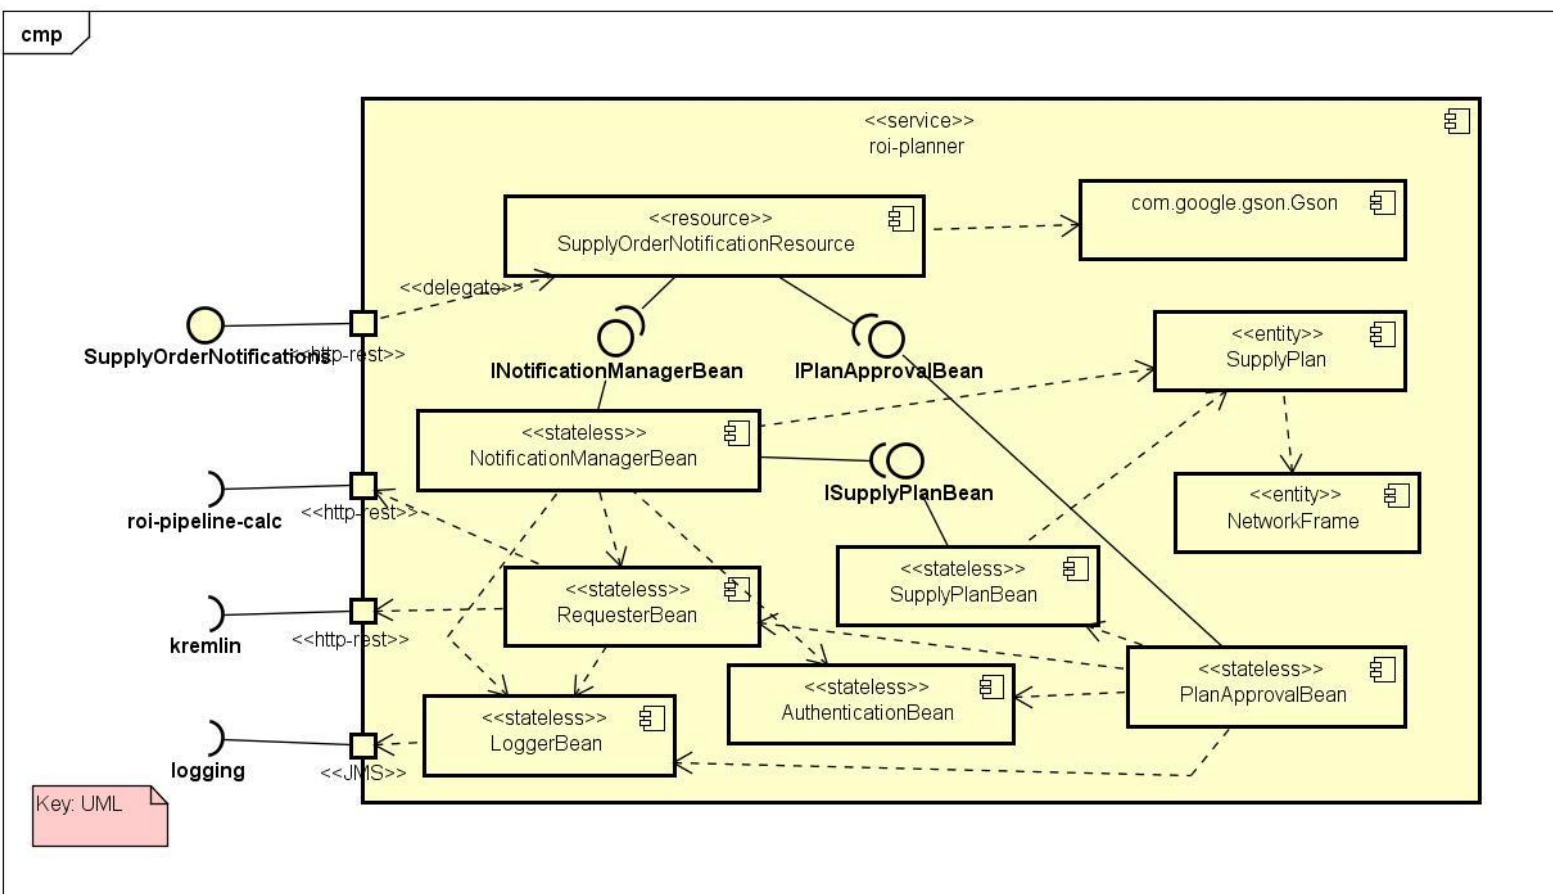 cmp
<<service>>
roi-planner
<<resource>>
SupplyOrderNotificationResource
com.google.gson.Gson
<<delegate>>
SupplyOrderNotifications
<<http-rest>>
INotificationManagerBean
IPlanApprovalBean
<<entity>>
SupplyPlan
<<stateless>>
NotificationManagerBean
ISupplyPlanBean
<<entity>>
NetworkFrame
roi-pipeline-calc
<<http-rest>>
<<stateless>>
RequesterBean
<<stateless>>
SupplyPlanBean
kremlin
<<http-rest>>
<<stateless>>
AuthenticationBean
<<stateless>>
PlanApprovalBean
<<stateless>>
LoggerBean
logging
<<JMS>>
Key: UML